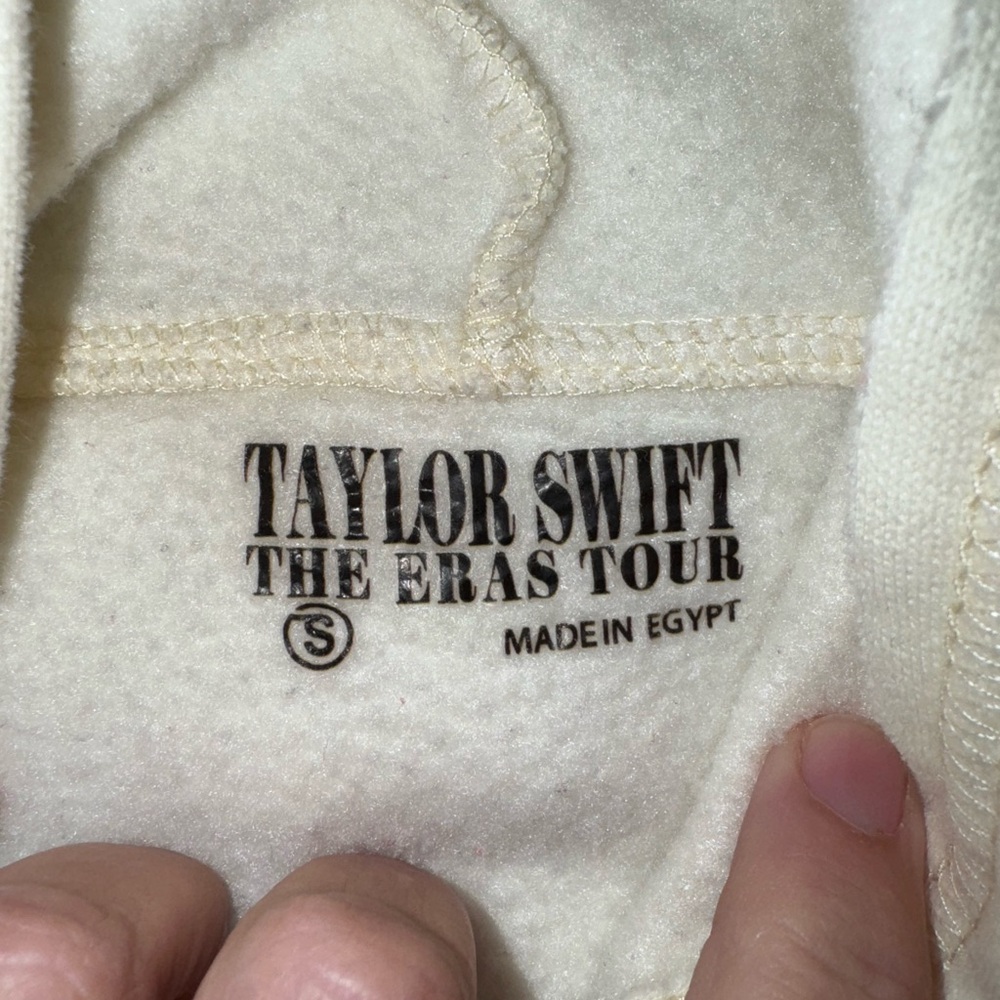 TAYLOR SWIFT
THE ERAS TOUR
S MADE IN EGYPT